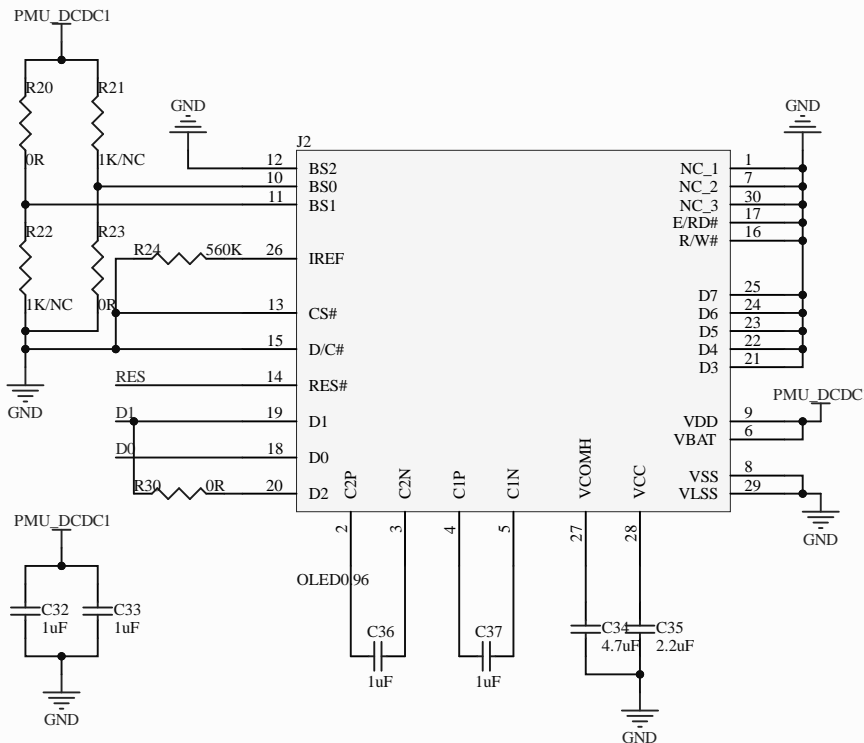 PMU_DCDC1
R20
R21
0R
1K/NC
R22
R23
1K/NC
0R
GND
GND
J2
12
BS2
10
BS0
11
BS1
R24
560K
26
IREF
13
CS#
15
D/C#
RES
14
RES#
D1
19
D1
D0
18
D0
R30
0R
20
D2
GND
NC_1
1
NC_2
7
NC_3
30
E/RD#
17
R/W#
16
D7
25
D6
24
D5
23
D4
22
D3
21
PMU_DCDC
VDD
9
VBAT
6
VSS
8
VLSS
29
GND
C2P
C2N
C1P
C1N
VCOMH
VCC
2
3
4
5
27
28
OLED0.96
C36
1uF
C37
1uF
C34
4.7uF
C35
2.2uF
GND
PMU_DCDC1
C32
1uF
C33
1uF
GND